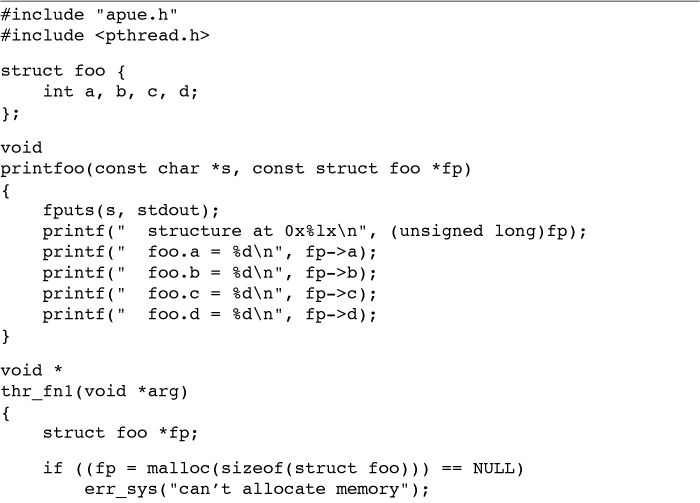 #include "apue.h"
#include <pthread.h>
struct foo {
    int a, b, c, d;
};
void
printfoo(const char *s, const struct foo *fp)
{
    fputs(s, stdout);
    printf("  structure at 0x%lx\n", (unsigned long)fp);
    printf("  foo.a = %d\n", fp->a);
    printf("  foo.b = %d\n", fp->b);
    printf("  foo.c = %d\n", fp->c);
    printf("  foo.d = %d\n", fp->d);
}
void *
thr_fn1(void *arg)
{
    struct foo *fp;
    if ((fp = malloc(sizeof(struct foo))) == NULL)
        err_sys("can’t allocate memory");